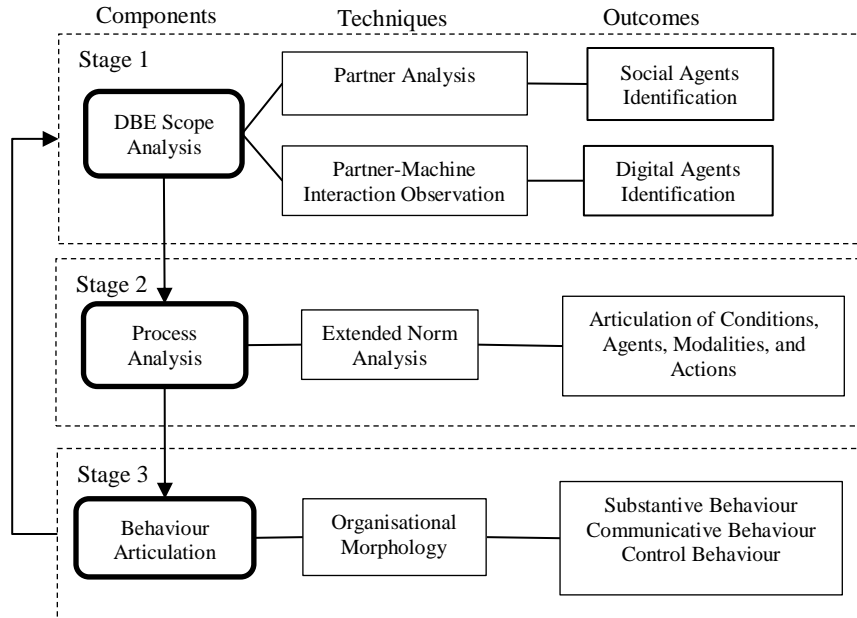 Components Techniques Outcomes
Stage 1
Partner Analysis
Social Agents
Identification
DBE Scope
Analysis
Partner-Machine
Interaction Observation
Digital Agents
Identification
Stage 2
Process
Analysis
Extended Norm
Analysis
Articulation of Conditions,
Agents, Modalities, and
Actions
Stage 3
Behaviour
Articulation
Organisational
Morphology
Substantive Behaviour
Communicative Behaviour
Control Behaviour